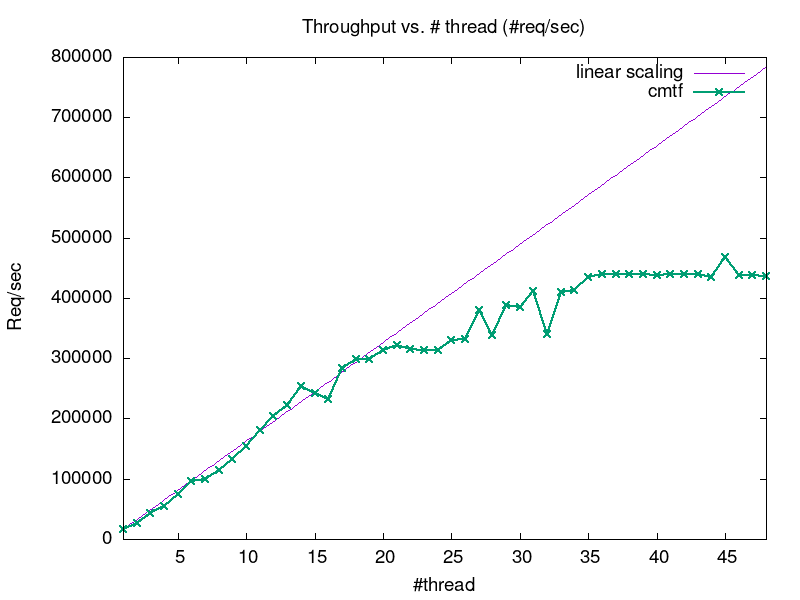 Throughput vs. # thread (#req/sec)
linear scaling
cmtf
800000
700000
600000
500000
400000
300000
200000
100000
0
Req/sec
5 10 15 20 25 30 35 40 45
#thread